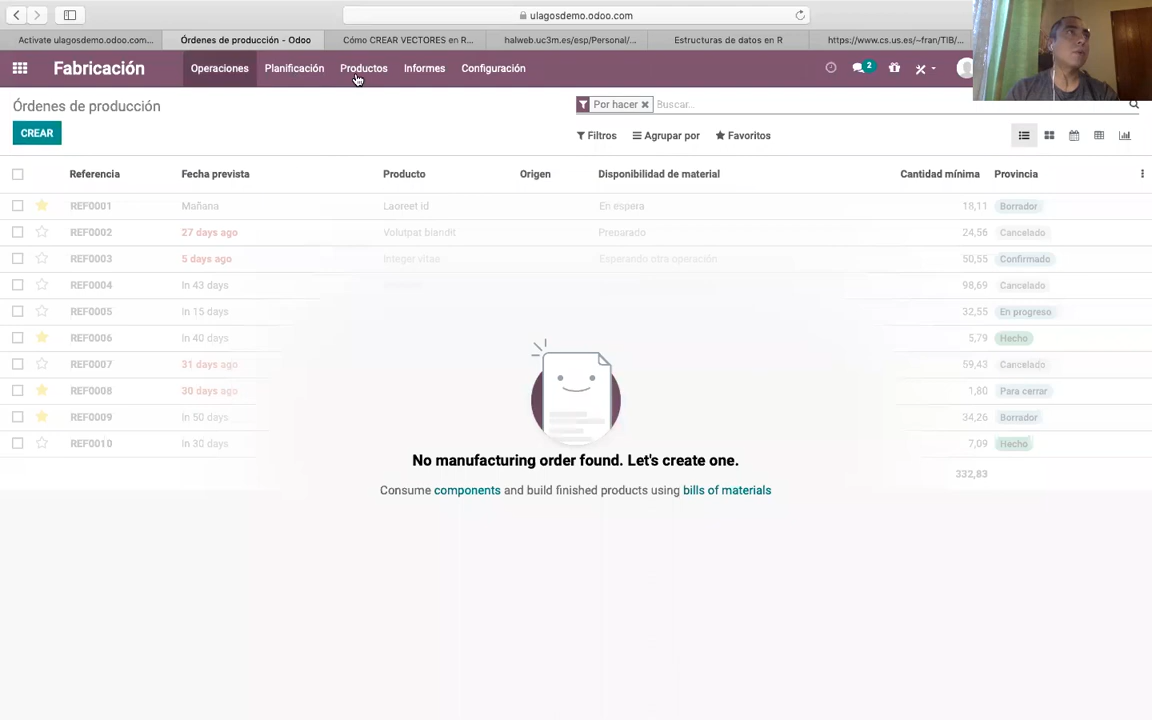 ulagosdemo.odoo.com
Activate ulagosdemo.odoo.com...
Órdenes de producción - Odoo
Cómo CREAR VECTORES en R...
halweb.uc3m.es/esp/Personal/...
Estructuras de datos en R
https://www.cs.us.es/~fran/TIB/...
Fabricación
Operaciones
Planificación
Productos
Informes
Configuración
2
Órdenes de producción
Por hacer
Buscar...
CREAR
Filtros
Agrupar por
Favoritos
Referencia Fecha prevista Producto Origen Disponibilidad de material Cantidad mínima Provincia
REF0001 Mañana Laoreet id En espera 18,11 Borrador
REF0002 27 days ago Volutpat blandit Preparado 24,56 Cancelado
REF0003 5 days ago Integer vitae Esperando otra operación 50,55 Confirmado
REF0004 In 43 days 98,69 Cancelado
REF0005 In 15 days 32,55 En progreso
REF0006 In 40 days 5,79 Hecho
REF0007 31 days ago 59,43 Cancelado
REF0008 30 days ago 1,80 Para cerrar
REF0009 In 50 days 34,26 Borrador
REF0010 In 30 days 7,09 Hecho
332,83
No manufacturing order found. Let's create one.
Consume components and build finished products using bills of materials